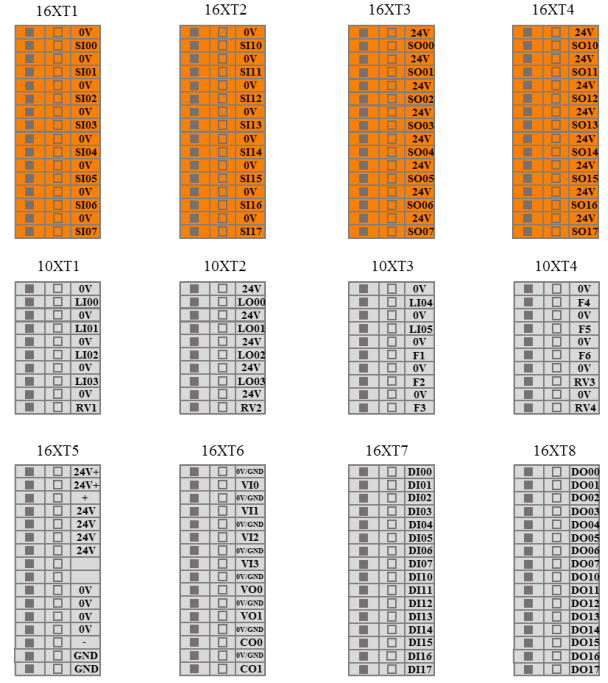 16XT1 16XT2 16XT3 16XT4
0V 0V 24V 24V
SI00 SI10 SO00 SO10
0V 0V 24V 24V
SI01 SI11 SO01 SO11
0V 0V 24V 24V
SI02 SI12 SO02 SO12
0V 0V 24V 24V
SI03 SI13 SO03 SO13
0V 0V 24V 24V
SI04 SI14 SO04 SO14
0V 0V 24V 24V
SI05 SI15 SO05 SO15
0V 0V 24V 24V
SI06 SI16 SO06 SO16
0V 0V 24V 24V
SI07 SI17 SO07 SO17
10XT1 10XT2 10XT3 10XT4
0V 24V 0V 0V
LI00 LO00 LI04 F4
0V 24V 0V 0V
LI01 LO01 LI05 F5
0V 24V 0V 0V
LI02 LO02 F1 F6
0V 24V 0V 0V
LI03 LO03 F2 RV3
0V 24V 0V 0V
RV1 RV2 F3 RV4
16XT5 16XT6 16XT7 16XT8
24V+ 0V/GND DI00 DO00
24V+ VI0 DI01 DO01
+ 0V/GND DI02 DO02
24V VI1 DI03 DO03
24V 0V/GND DI04 DO04
24V VI2 DI05 DO05
24V 0V/GND DI06 DO06
VI3 DI07 DO07
0V/GND DI10 DO10
0V VO0 DI11 DO11
0V 0V/GND DI12 DO12
0V VO1 DI13 DO13
0V 0V/GND DI14 DO14
- CO0 DI15 DO15
GND 0V/GND DI16 DO16
GND CO1 DI17 DO17